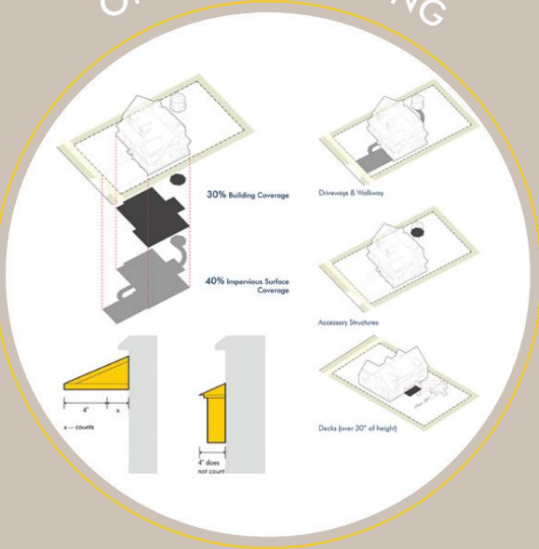 30% Building Coverage
40% Impervious Surface
Coverage
Driveways & Walkway
Accessory Structures
Decks (over 30" of height)
4"
x
x -- counts
4" does
not count